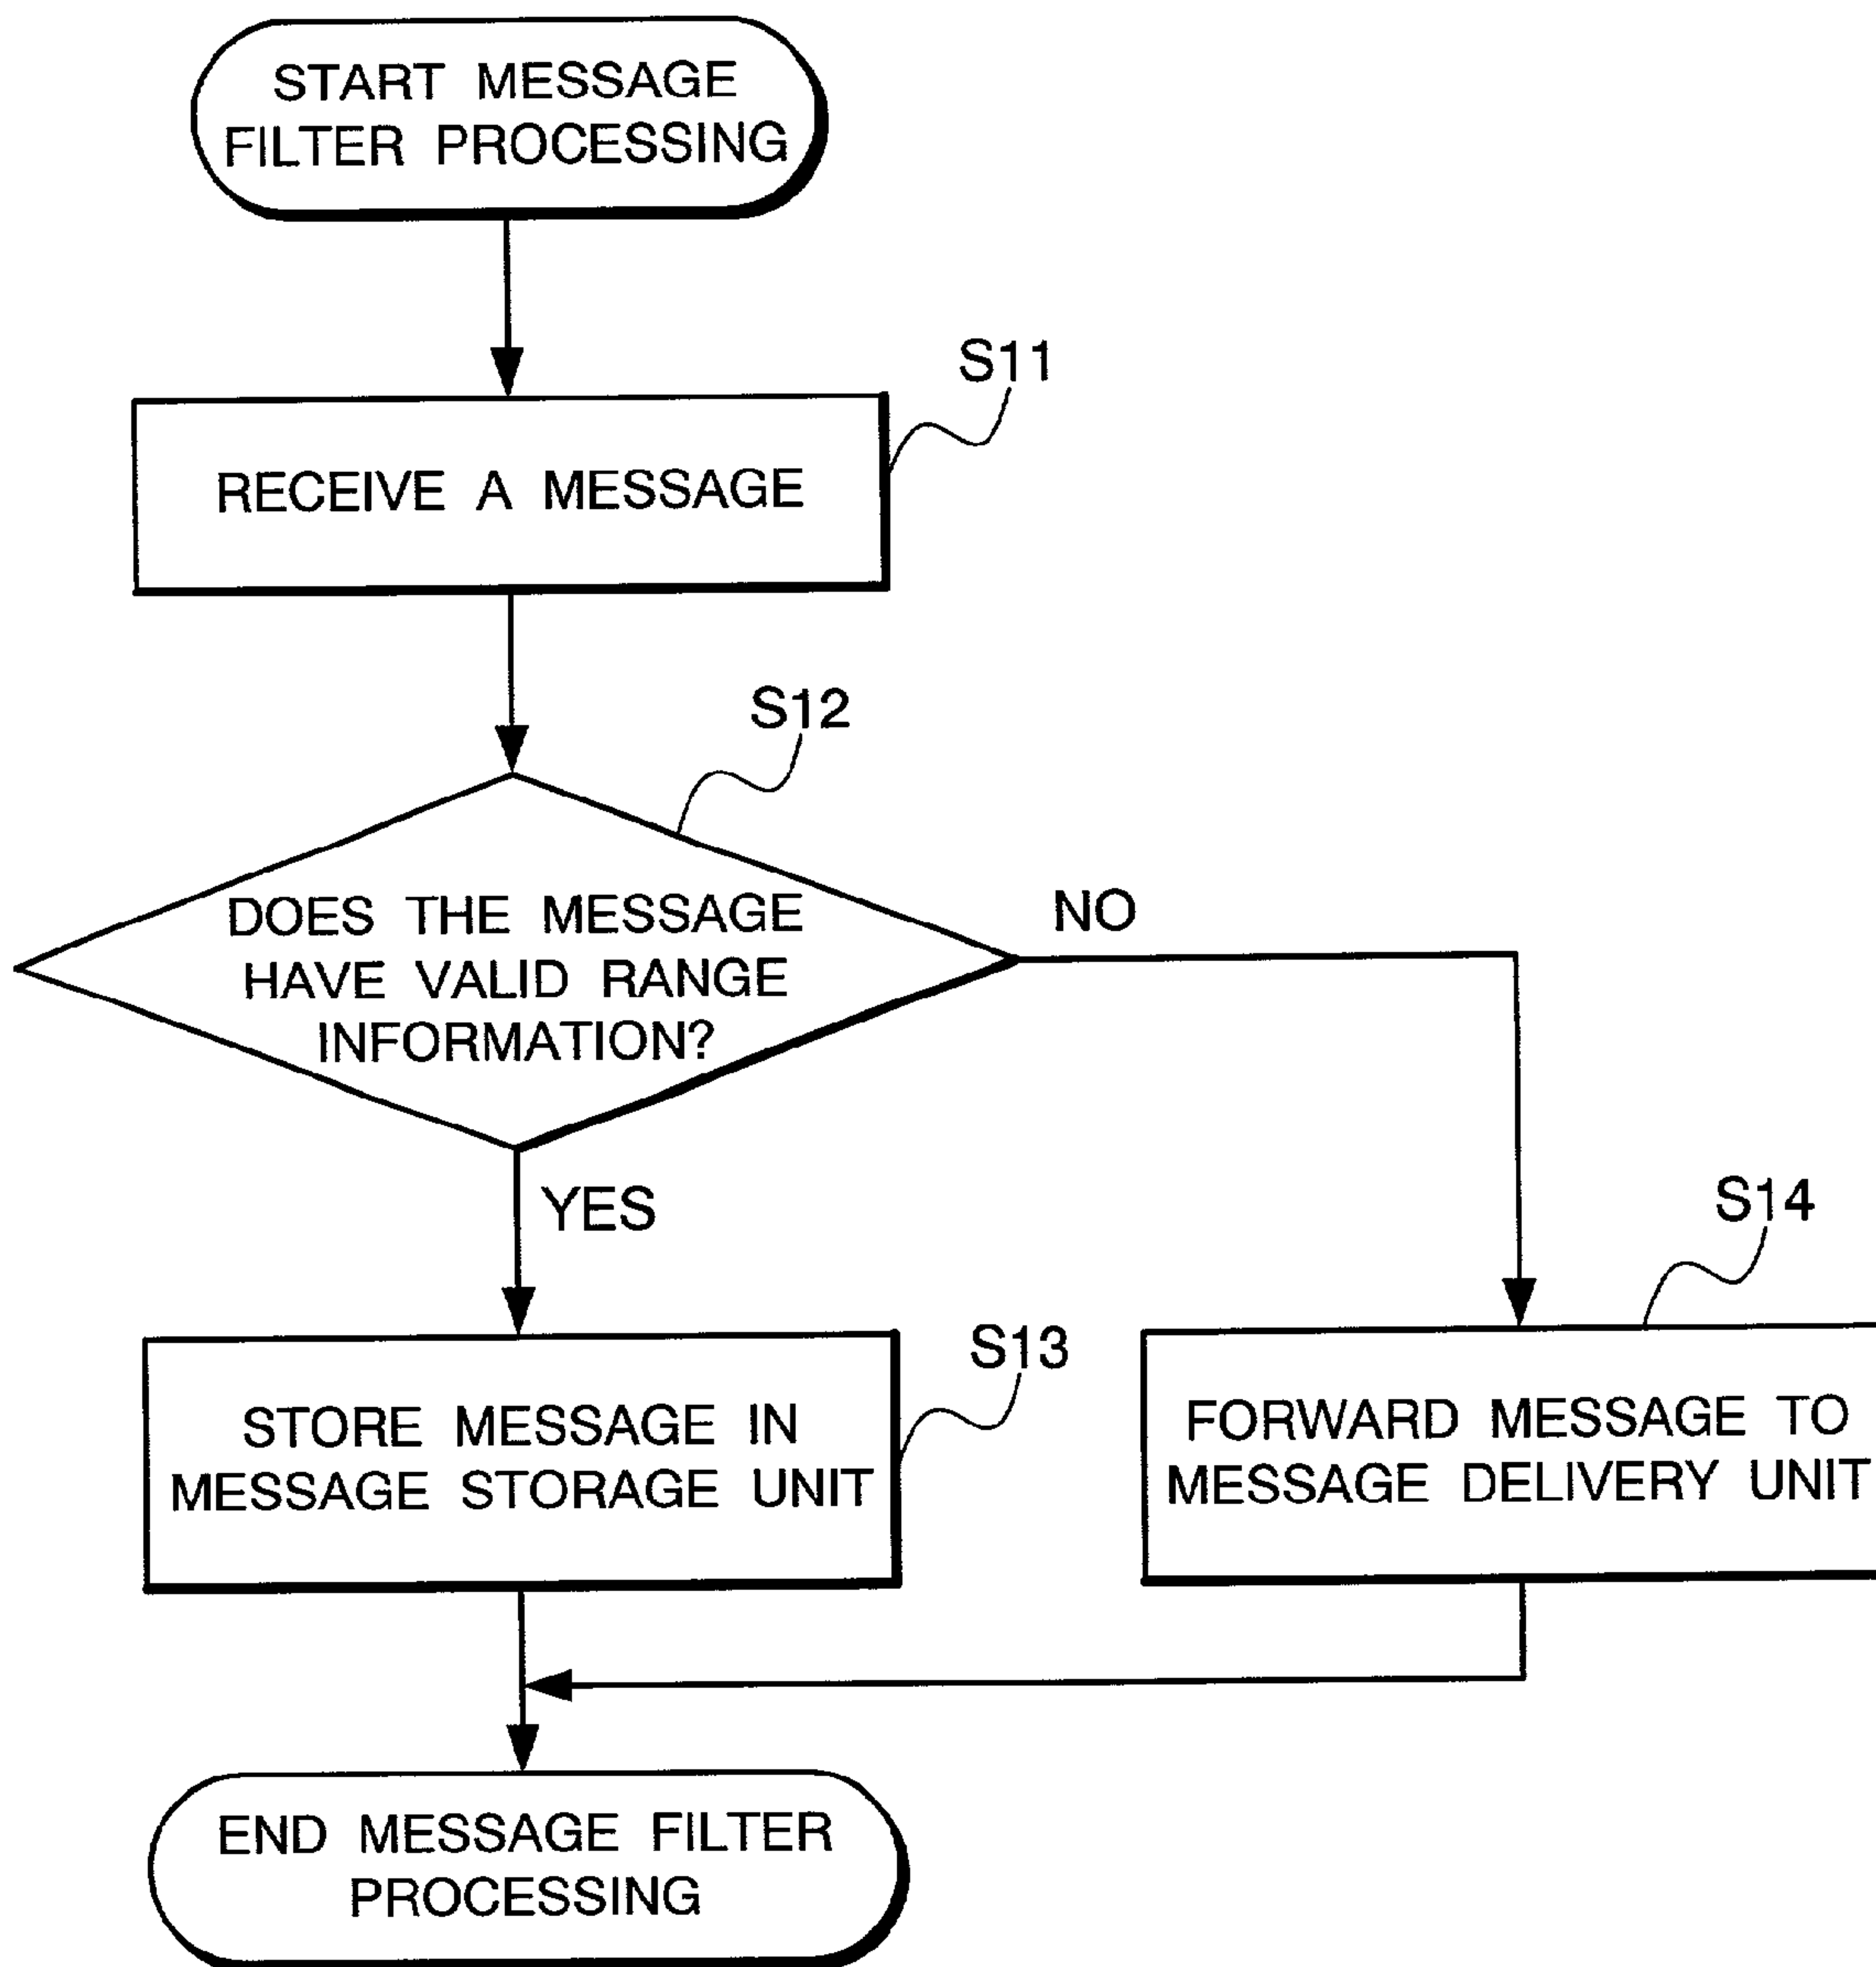 START MESSAGE
FILTER PROCESSING
S11
RECEIVE A MESSAGE
S12
DOES THE MESSAGE
HAVE VALID RANGE
INFORMATION?
NO
YES
S13
STORE MESSAGE IN
MESSAGE STORAGE UNIT
S14
FORWARD MESSAGE TO
MESSAGE DELIVERY UNIT
END MESSAGE FILTER
PROCESSING